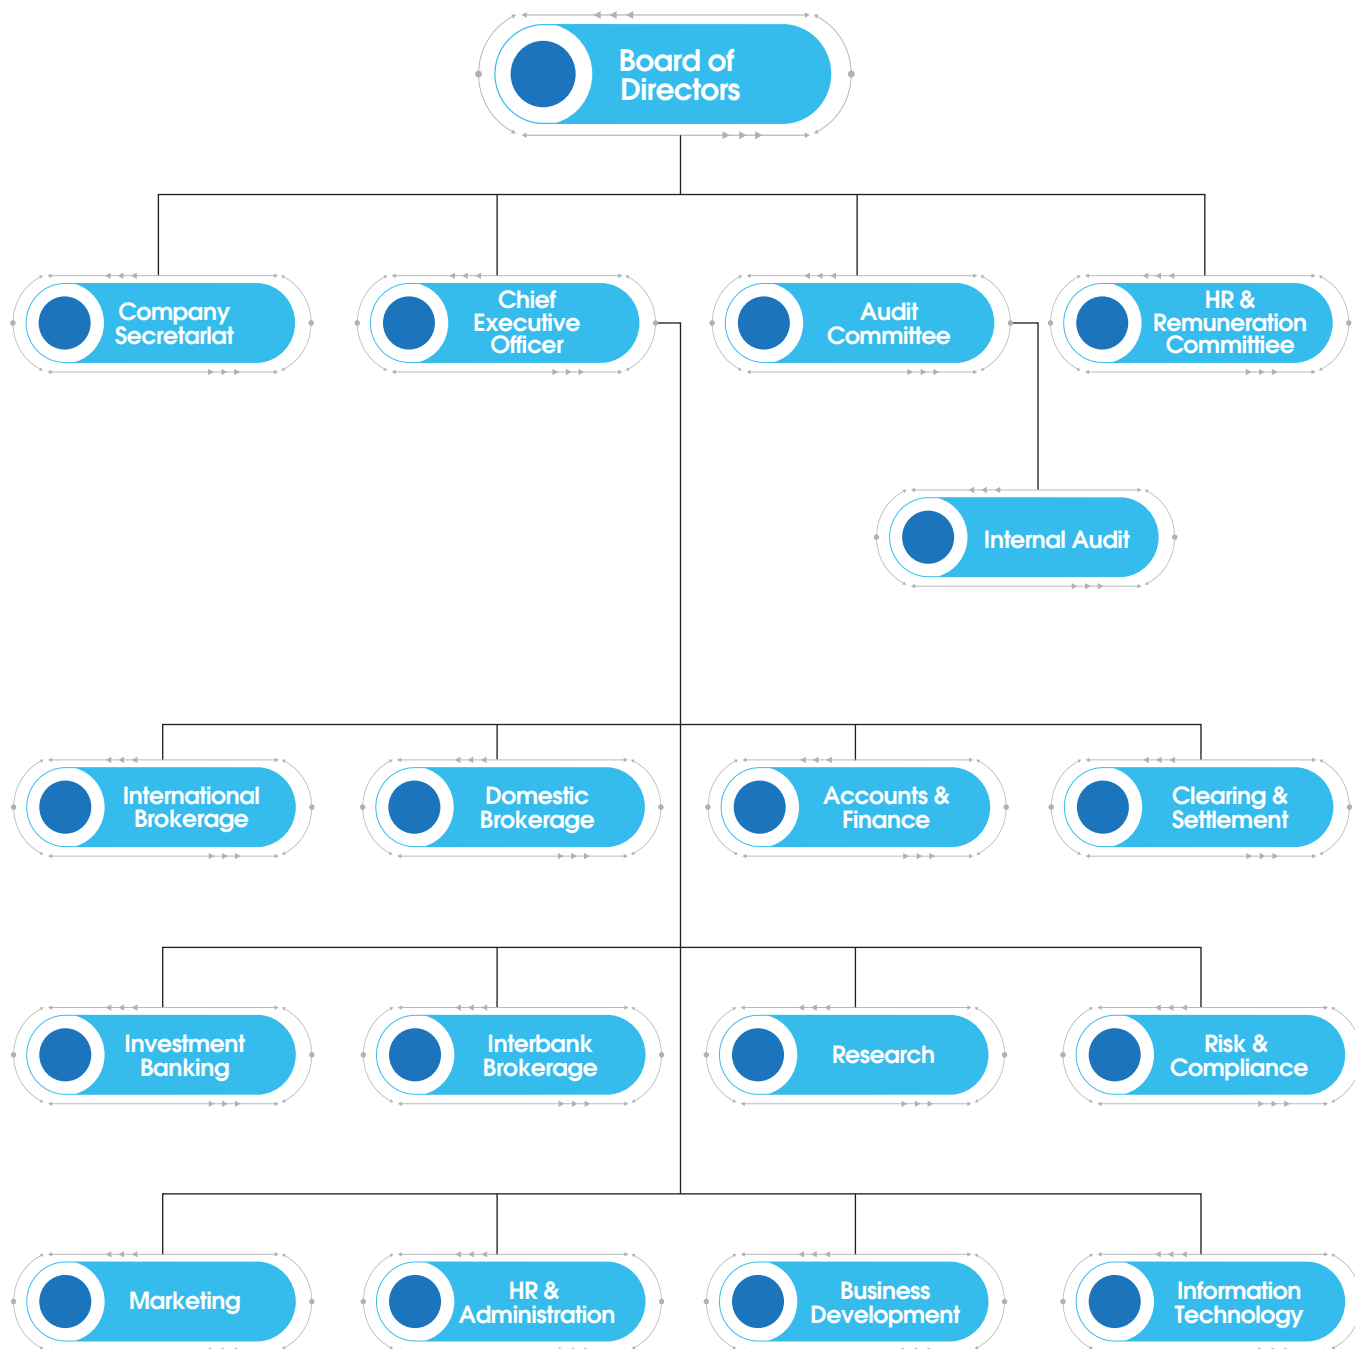 Board of
Directors
Company
Secretarlat
Chief
Executive
Officer
Audit
Committee
HR &
Remuneration
Committiee
Internal Audit
International
Brokerage
Domestic
Brokerage
Accounts &
Finance
Clearing &
Settlement
Investment
Banking
Interbank
Brokerage
Research
Risk &
Compliance
Marketing
HR &
Administration
Business
Development
Information
Technology